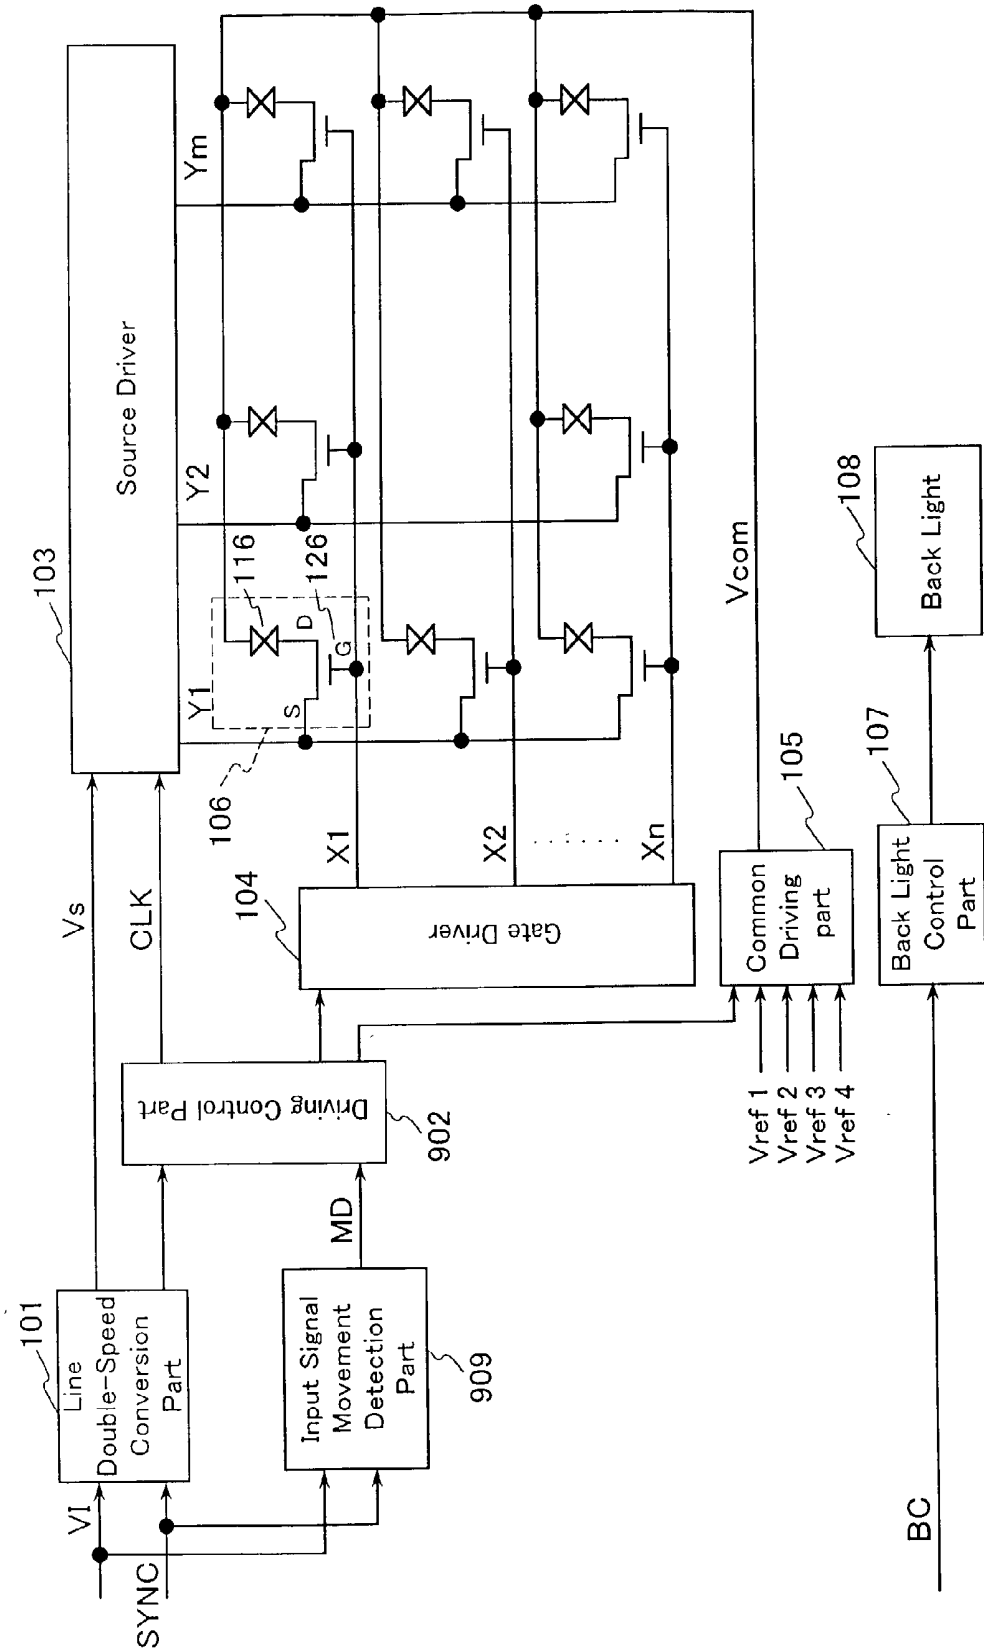 VI
SYNC
101
Line
Double-Speed
Conversion
Part
Input Signal
Movement
Detection
Part
909
MD
Vs
CLK
Driving Control Part
902
103
Source Driver
104
Gate Driver
Y1
Y2
Ym
X1
X2
......
Xn
106
116
126
S
D
G
Vref 1
Vref 2
Vref 3
Vref 4
Common
Driving
part
105
Vcom
BC
Back Light
Control
Part
107
Back Light
108